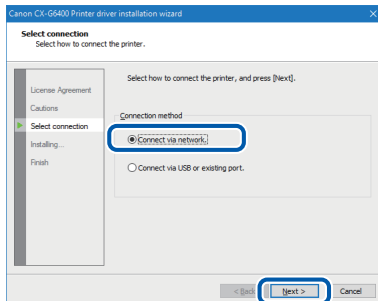 Canon CX-G6400 Printer driver installation wizard
Select connection
Select how to connect the printer.
Select how to connect the printer, and press [Next].
License Agreement
Cautions
Select connection
Installing...
Finish
Connection method
Connect via network.
Connect via USB or existing port.
< Back
Next >
Cancel